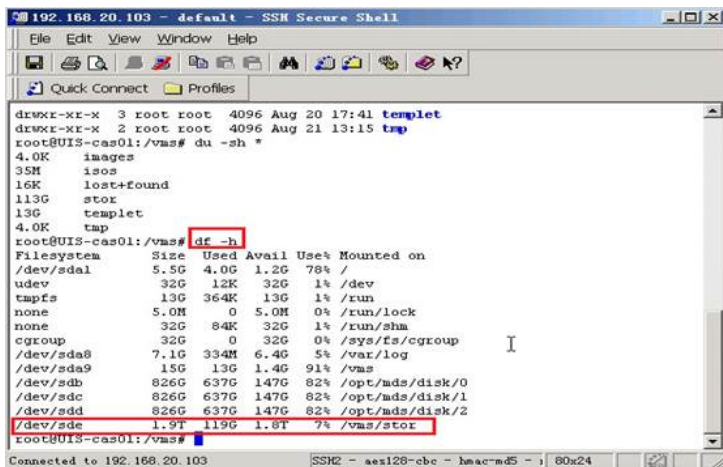 192.168.20.103 - default - SSH Secure Shell
File Edit View Window Help
Quick Connect Profiles
drwxr-xr-x 3 root root 4096 Aug 20 17:41 templet
drwxr-xr-x 2 root root 4096 Aug 21 13:15 tmp
root@UIS-cas01:/vms# du -sh *
4.0K images
35M isos
16K lost+found
113G stor
13G templet
4.0K tmp
root@UIS-cas01:/vms# df -h
Filesystem Size Used Avail Use% Mounted on
/dev/sda1 5.5G 4.0G 1.2G 78% /
udev 32G 12K 32G 1% /dev
tmpfs 13G 364K 13G 1% /run
none 5.0M 0 5.0M 0% /run/lock
none 32G 84K 32G 1% /run/shm
cgroup 32G 0 32G 0% /sys/fs/cgroup
/dev/sda8 7.1G 334M 6.4G 5% /var/log
/dev/sda9 15G 13G 1.4G 91% /vms
/dev/sdb 826G 637G 147G 82% /opt/mds/disk/0
/dev/sdc 826G 637G 147G 82% /opt/mds/disk/1
/dev/sdd 826G 637G 147G 82% /opt/mds/disk/2
/dev/sde 1.9T 119G 1.8T 7% /vms/stor
root@UIS-cas01:/vms#
Connected to 192.168.20.103 SSH2 - aes128-cbc - hmac-md5 - 80x24